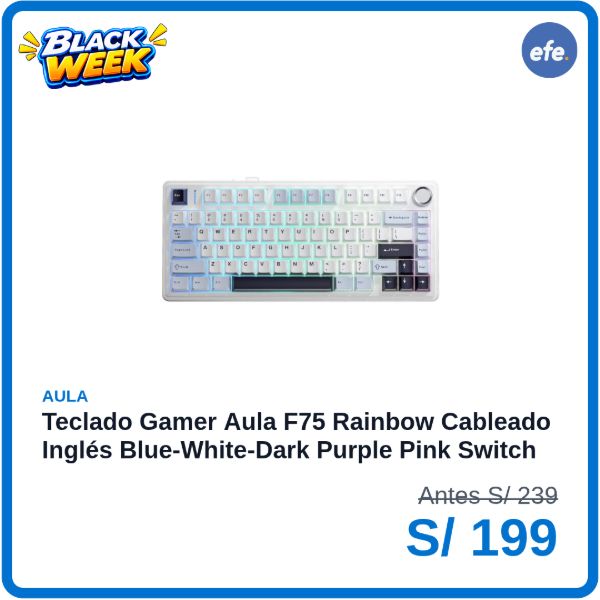 BLACK
WEEK
efe.
AULA
Teclado Gamer Aula F75 Rainbow Cableado
Inglés Blue-White-Dark Purple Pink Switch
Antes S/ 239
S/ 199